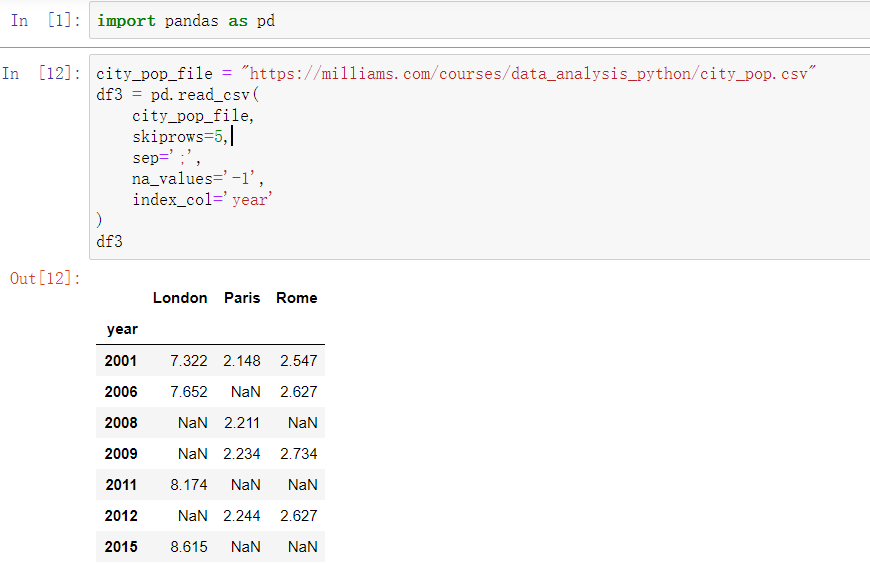 In [1]: import pandas as pd
In [12]: city_pop_file = "https://milliams.com/courses/data_analysis_python/city_pop.csv"
df3 = pd.read_csv(
    city_pop_file,
    skiprows=5,
    sep=';',
    na_values='-1',
    index_col='year'
)
df3
Out[12]:
London Paris Rome
year
2001 7.322 2.148 2.547
2006 7.652 NaN 2.627
2008 NaN 2.211 NaN
2009 NaN 2.234 2.734
2011 8.174 NaN NaN
2012 NaN 2.244 2.627
2015 8.615 NaN NaN